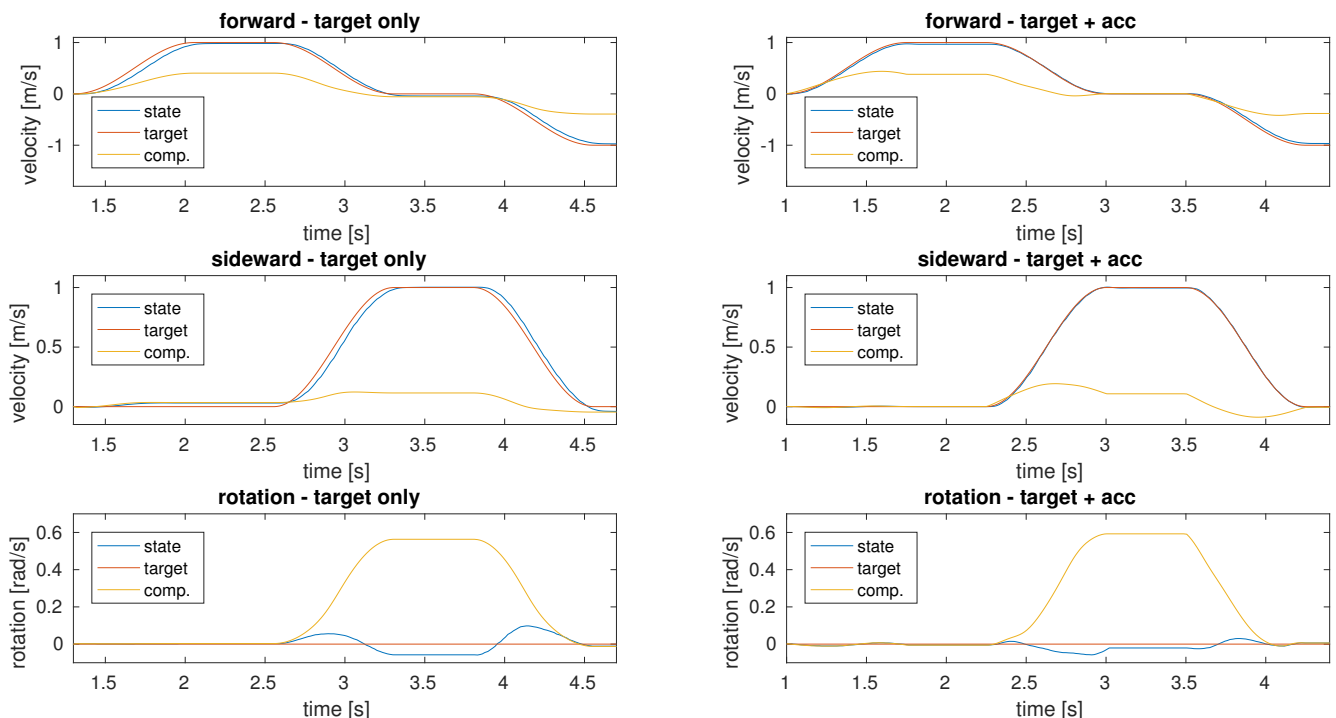 forward - target only
velocity [m/s]
1
0
-1
state
target
comp.
1.5 2 2.5 3 3.5 4 4.5
time [s]
forward - target + acc
velocity [m/s]
1
0
-1
state
target
comp.
1 1.5 2 2.5 3 3.5 4
time [s]
sideward - target only
velocity [m/s]
1
0.5
0
state
target
comp.
1.5 2 2.5 3 3.5 4 4.5
time [s]
sideward - target + acc
velocity [m/s]
1
0.5
0
state
target
comp.
1 1.5 2 2.5 3 3.5 4
time [s]
rotation - target only
rotation [rad/s]
0.6
0.4
0.2
0
state
target
comp.
1.5 2 2.5 3 3.5 4 4.5
time [s]
rotation - target + acc
rotation [rad/s]
0.6
0.4
0.2
0
state
target
comp.
1 1.5 2 2.5 3 3.5 4
time [s]